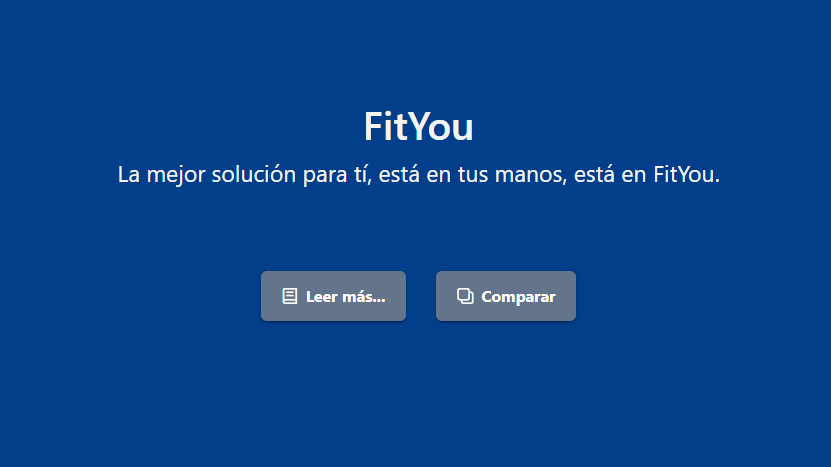 FitYou
La mejor solución para tí, está en tus manos, está en FitYou.
Leer más...
Comparar